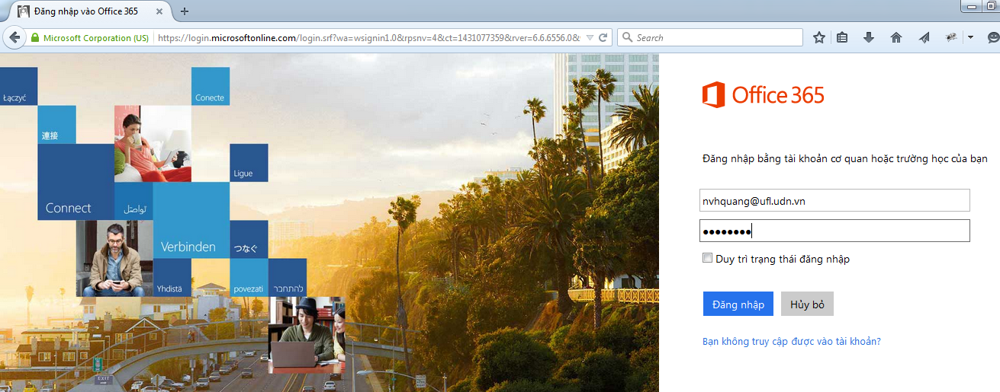 Đăng nhập vào Office 365
Microsoft Corporation (US)
https://login.microsoftonline.com/login.srf?wa=wsignin1.0&rpsnv=4&ct=1431077359&rver=6.6.6556.0&
Search
Łączyć
Conecte
連接
Ligue
Connect
تواصَل
Verbinden
つなぐ
Yhdistä
povezati
להתחבר
EXIT
Office 365
Đăng nhập bằng tài khoản cơ quan hoặc trường học của bạn
nvhquang@ufl.udn.vn
●●●●●●●●
Duy trì trạng thái đăng nhập
Đăng nhập
Hủy bỏ
Bạn không truy cập được vào tài khoản?